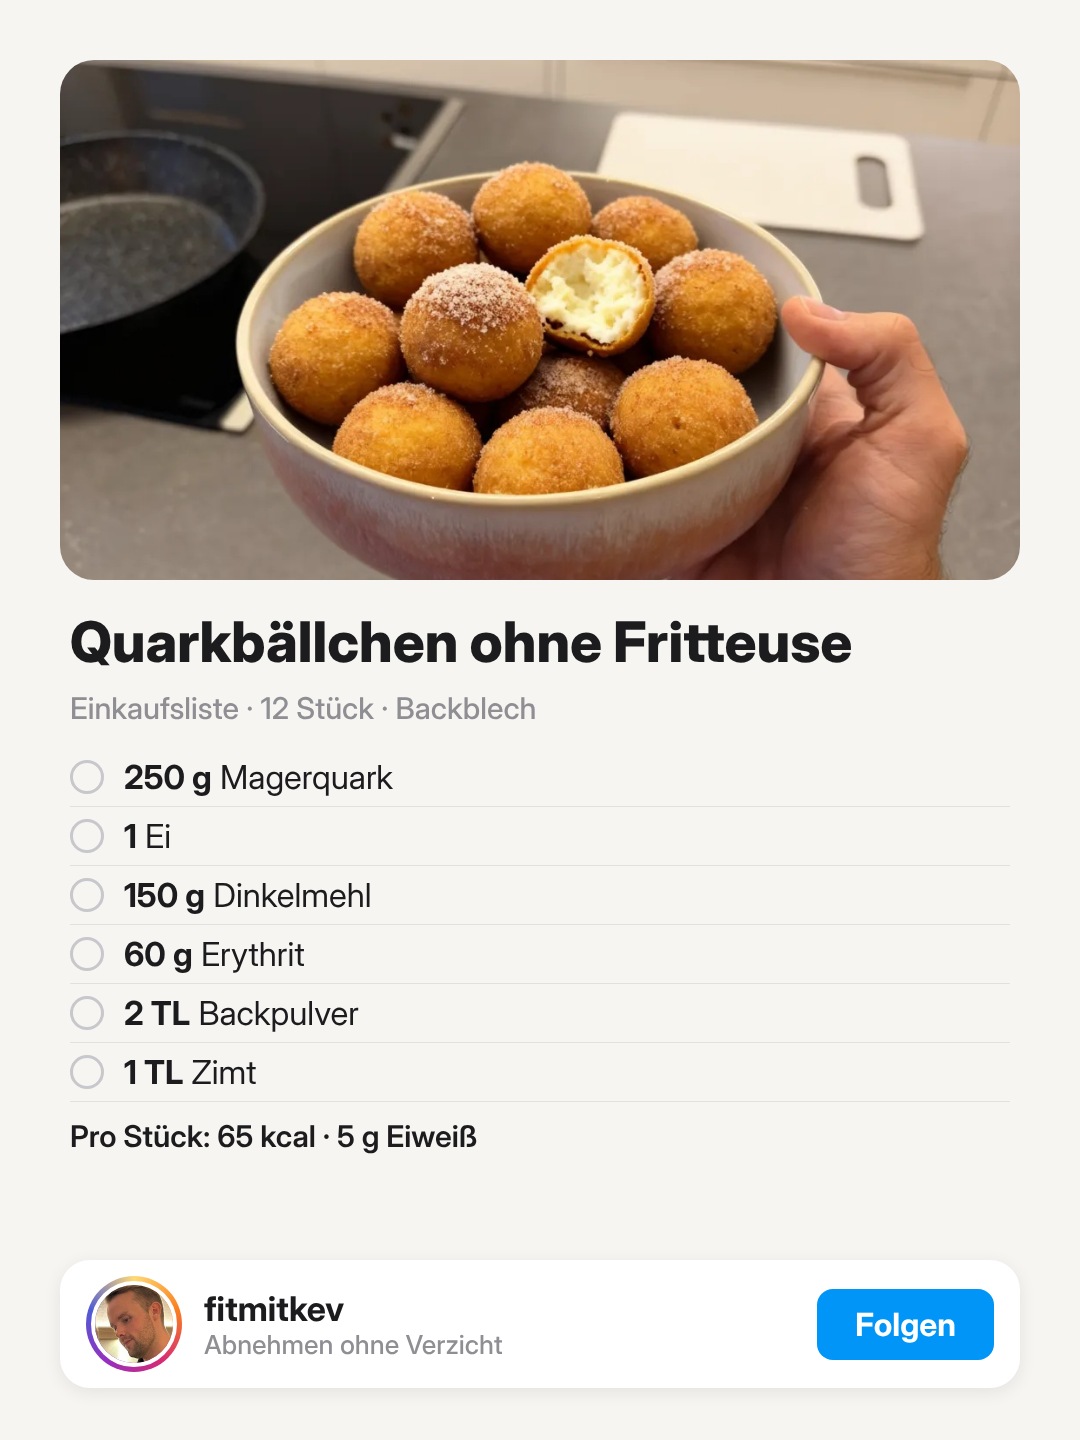 Quarkbällchen ohne Fritteuse
Einkaufsliste · 12 Stück · Backblech
250 g Magerquark
1 Ei
150 g Dinkelmehl
60 g Erythrit
2 TL Backpulver
1 TL Zimt
Pro Stück: 65 kcal · 5 g Eiweiß
fitmitkev
Abnehmen ohne Verzicht
Folgen